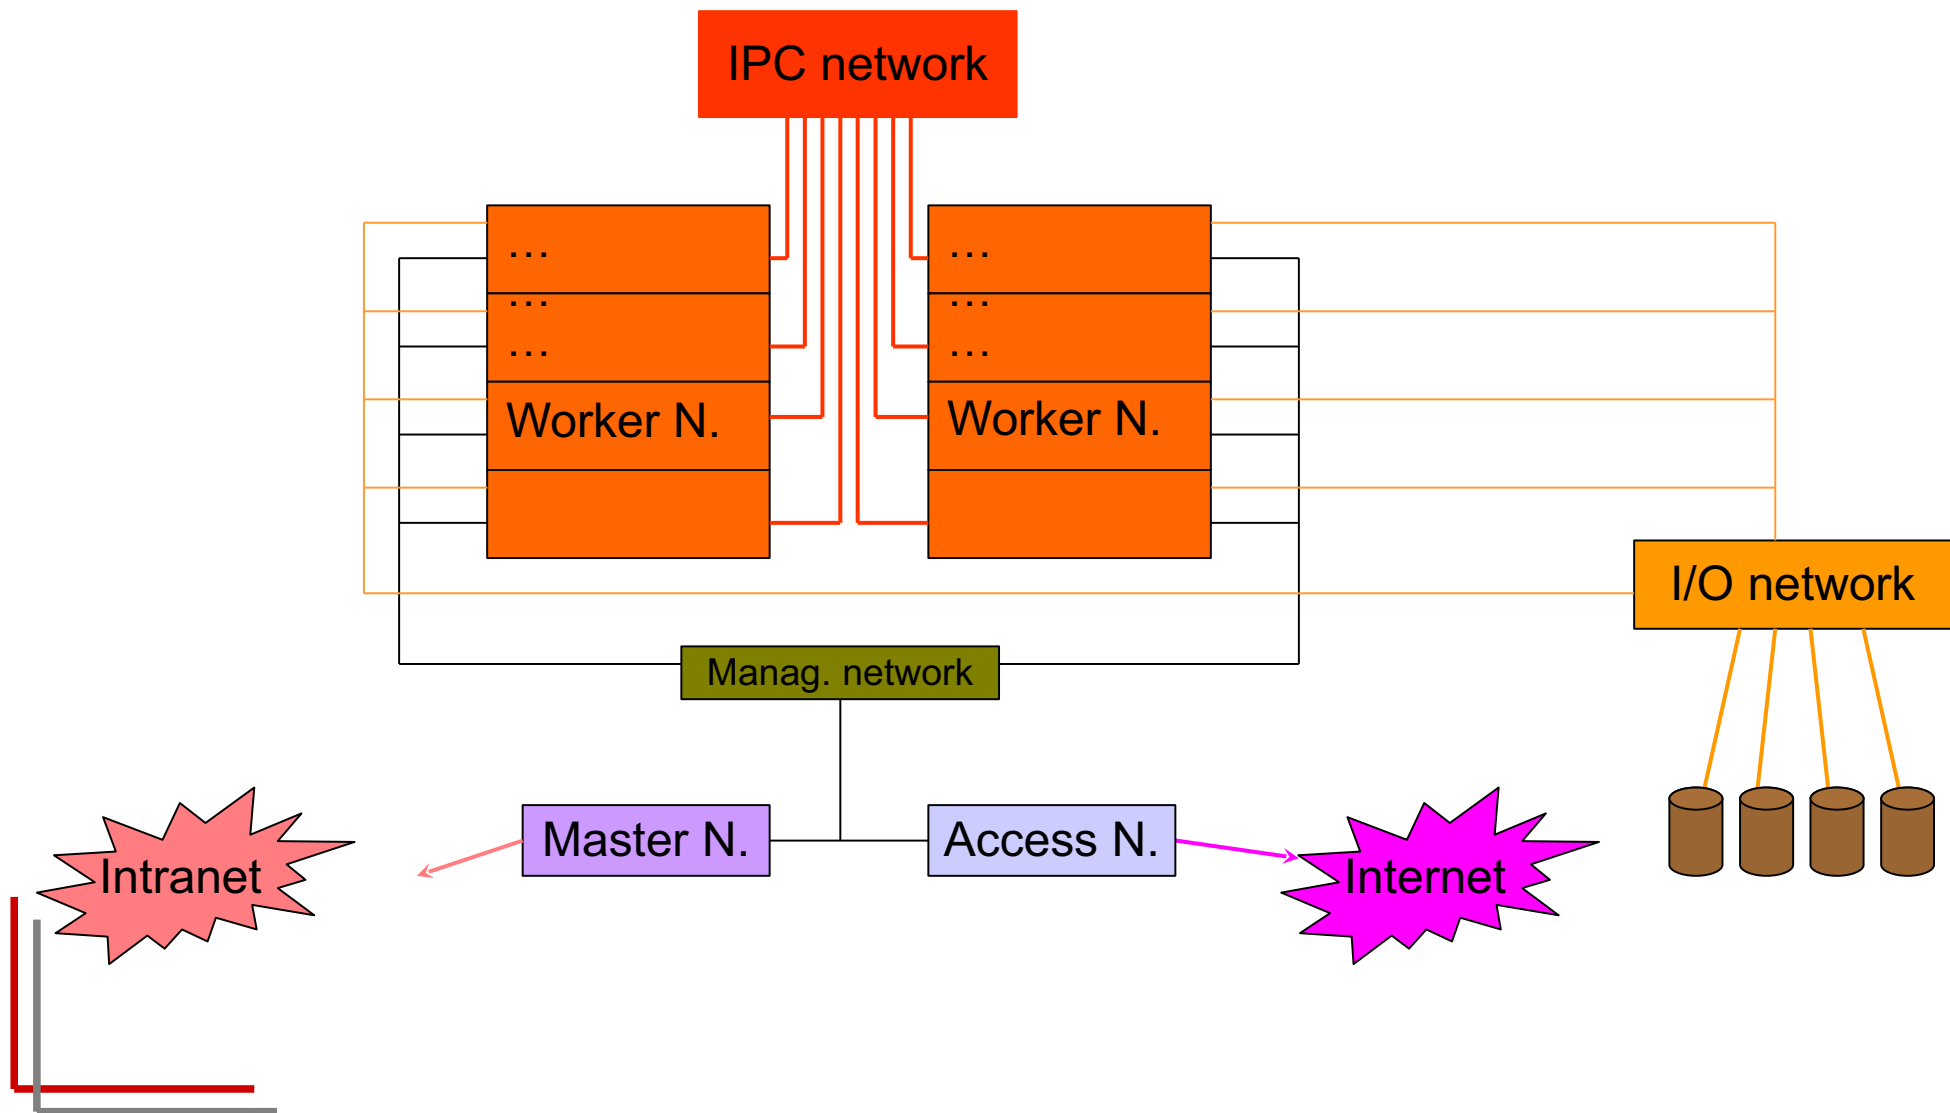 IPC network
…
…
…
Worker N.
…
…
…
Worker N.
I/O network
Manag. network
Master N.
Access N.
Intranet
Internet